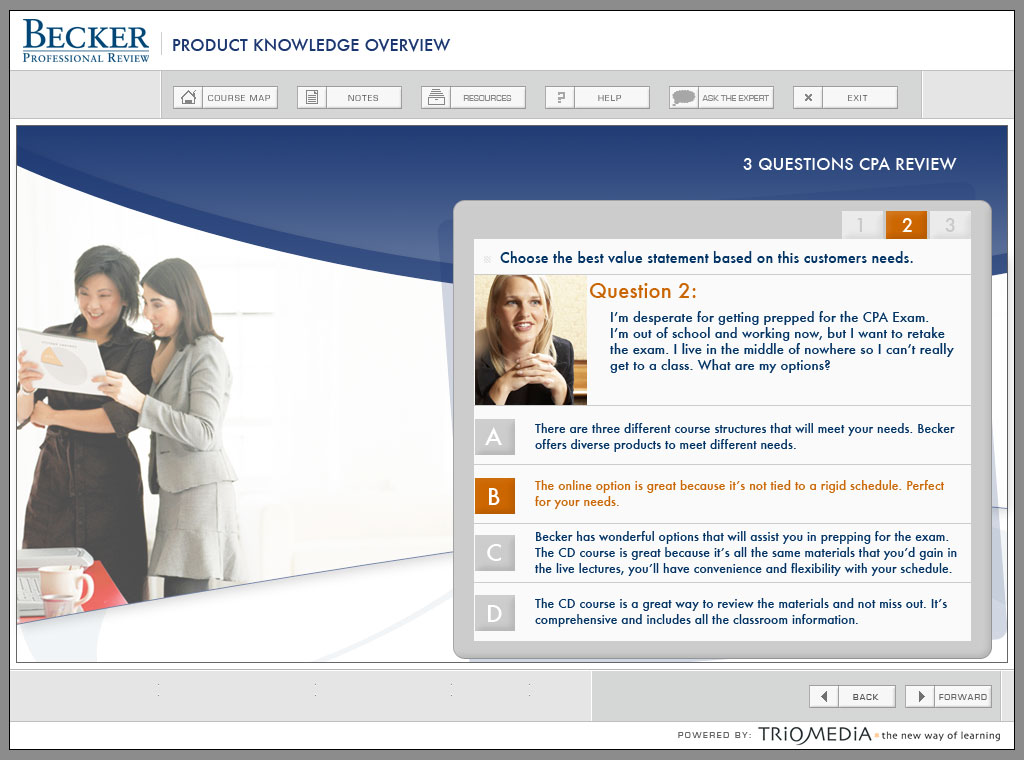 BECKER
PROFESSIONAL REVIEW
PRODUCT KNOWLEDGE OVERVIEW
COURSE MAP
NOTES
RESOURCES
? HELP
ASK THE EXPERT
× EXIT
3 QUESTIONS CPA REVIEW
1 2 3
Choose the best value statement based on this customers needs.
Question 2:
I'm desperate for getting prepped for the CPA Exam.
I'm out of school and working now, but I want to retake
the exam. I live in the middle of nowhere so I can't really
get to a class. What are my options?
A
There are three different course structures that will meet your needs. Becker
offers diverse products to meet different needs.
B
The online option is great because it's not tied to a rigid schedule. Perfect
for your needs.
C
Becker has wonderful options that will assist you in prepping for the exam.
The CD course is great because it's all the same materials that you'd gain in
the live lectures, you'll have convenience and flexibility with your schedule.
D
The CD course is a great way to review the materials and not miss out. It's
comprehensive and includes all the classroom information.
BACK
FORWARD
POWERED BY: TRIOMEDIA the new way of learning